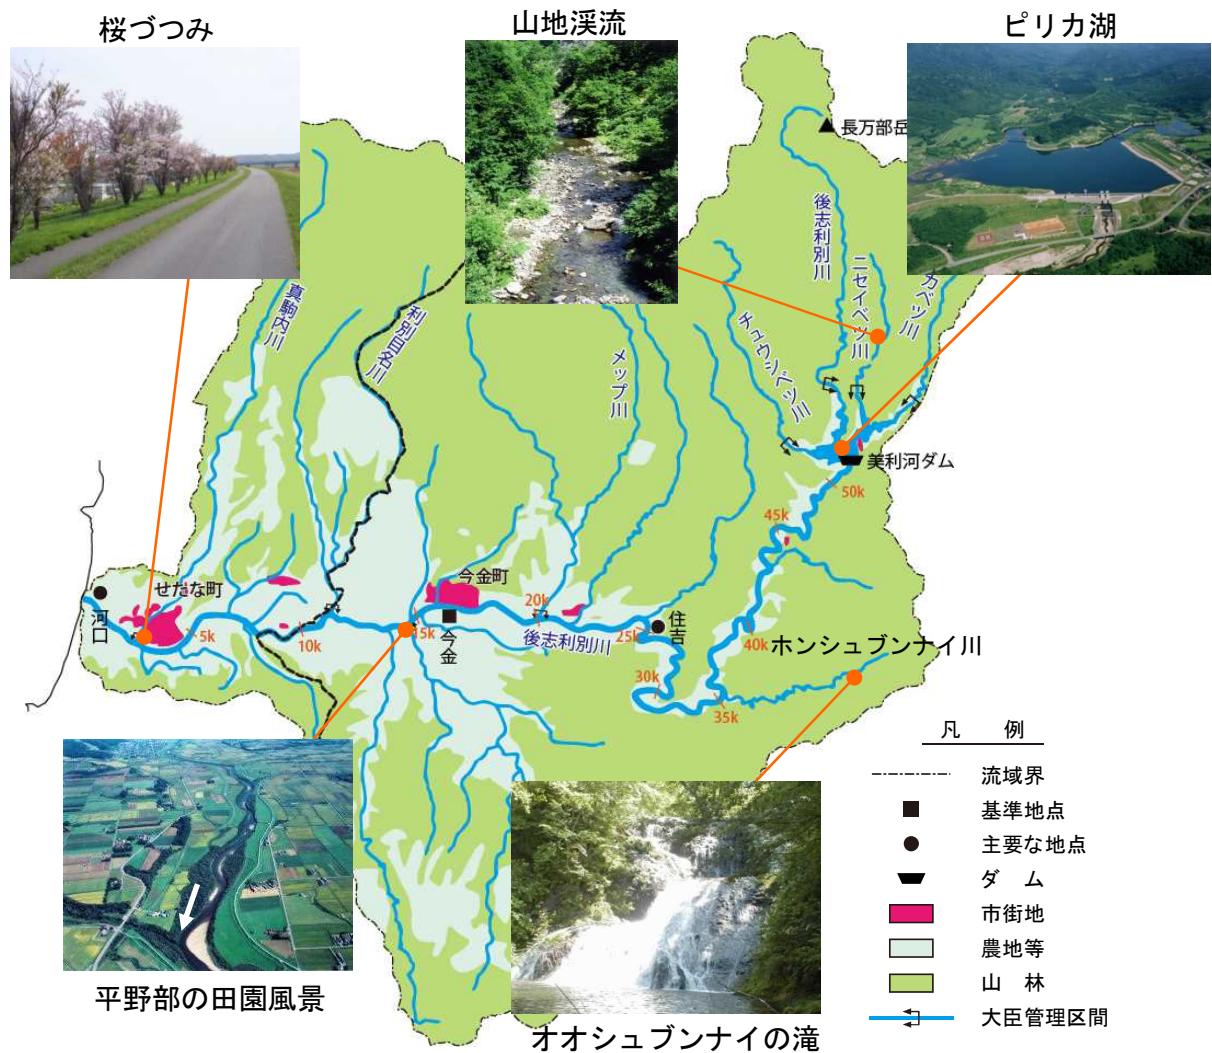 桜づつみ
山地渓流
ピリカ湖
長万部岳
後志利別川
ニセイベツ川
カベツ川
チュウシベツ川
メップ川
利別目名川
真駒内川
美利河ダム
50k
45k
40k
35k
30k
25k
20k
15k
10k
5k
せたな町
河口
今金町
今金
後志利別川
住吉
ホンシュブンナイ川
平野部の田園風景
オオシュブンナイの滝
凡 例
流域界
基準地点
主要な地点
ダ ム
市街地
農地等
山 林
大臣管理区間